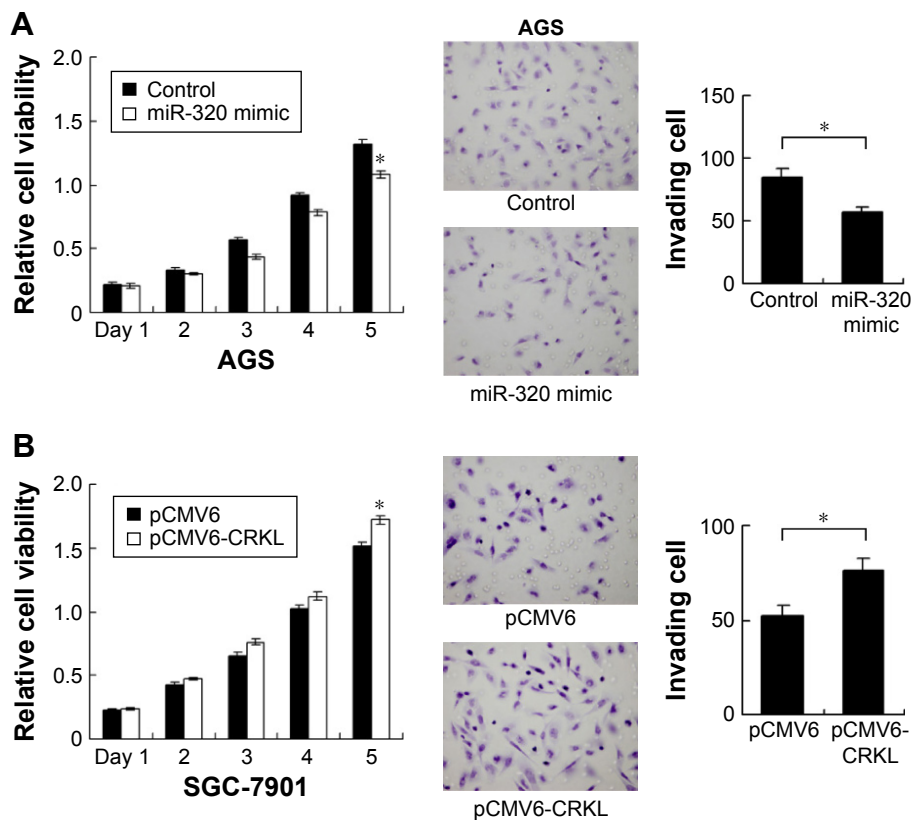 A
Relative cell viability
2.0
1.5
1.0
0.5
0
Control
miR-320 mimic
*
Day 1 2 3 4 5
AGS
AGS
Control
miR-320 mimic
Invading cell
150
100
50
0
*
Control
miR-320
mimic
B
Relative cell viability
2.0
1.5
1.0
0.5
0
pCMV6
pCMV6-CRKL
*
Day 1 2 3 4 5
SGC-7901
pCMV6
pCMV6-CRKL
Invading cell
100
50
0
*
pCMV6
pCMV6-
CRKL